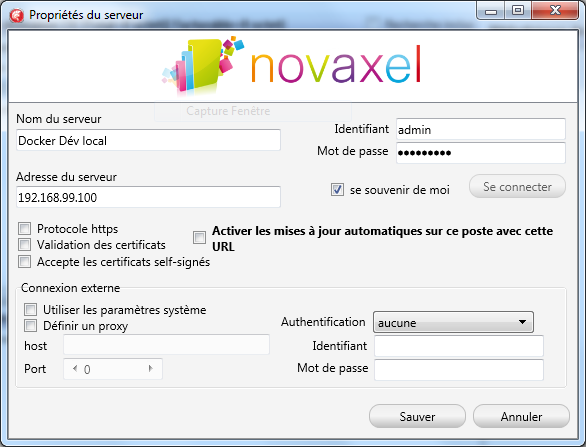 Propriétés du serveur
novaxel
Capture Fenêtre
Nom du serveur
Docker Dév local
Identifiant
admin
Mot de passe
●●●●●●●●●
Adresse du serveur
192.168.99.100
se souvenir de moi
Se connecter
Protocole https
Validation des certificats
Accepte les certificats self-signés
Activer les mises à jour automatiques sur ce poste avec cette
URL
Connexion externe
Utiliser les paramètres système
Définir un proxy
host
Port
0
Authentification
aucune
Identifiant
Mot de passe
Sauver
Annuler